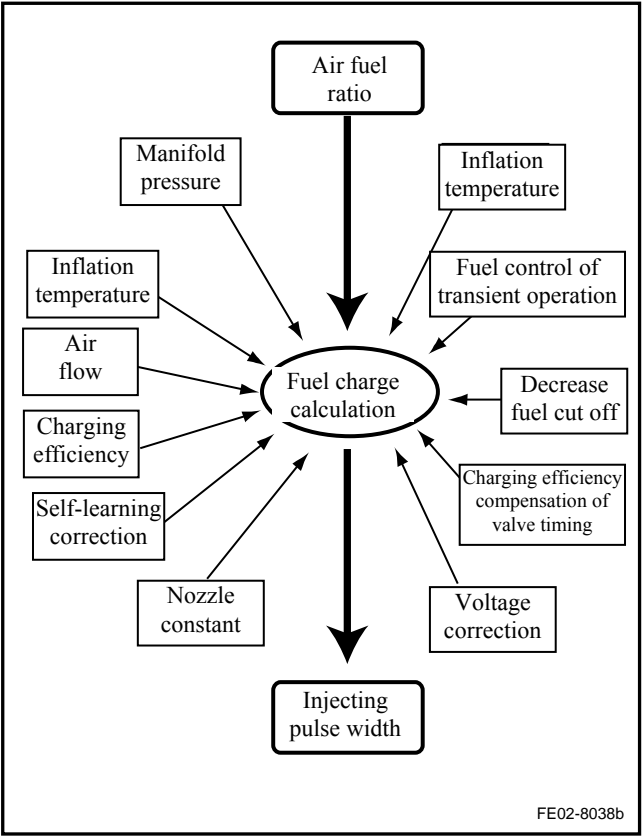 Air fuel
ratio
Manifold
pressure
Inflation
temperature
Inflation
temperature
Fuel control of
transient operation
Air
flow
Fuel charge
calculation
Decrease
fuel cut off
Charging
efficiency
Charging efficiency
compensation of
valve timing
Self-learning
correction
Nozzle
constant
Voltage
correction
Injecting
pulse width
FE02-8038b